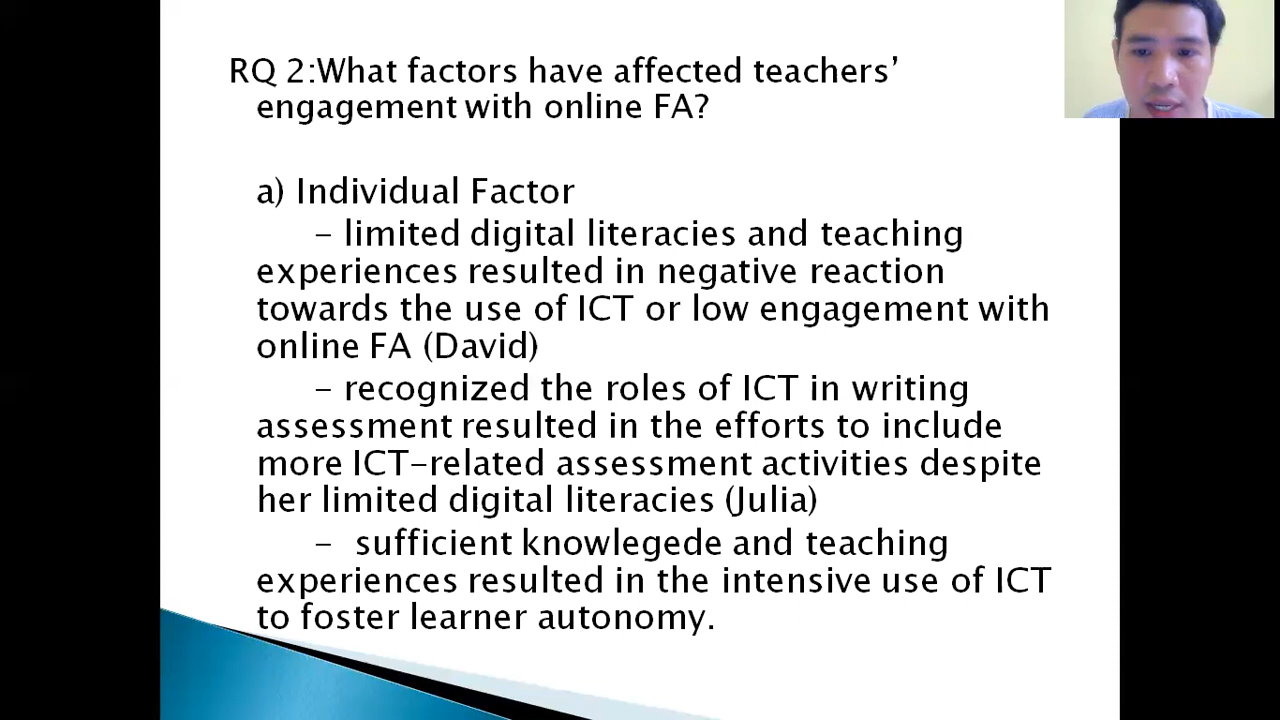 RQ 2:What factors have affected teachers’
engagement with online FA?
a) Individual Factor
– limited digital literacies and teaching
experiences resulted in negative reaction
towards the use of ICT or low engagement with
online FA (David)
– recognized the roles of ICT in writing
assessment resulted in the efforts to include
more ICT-related assessment activities despite
her limited digital literacies (Julia)
– sufficient knowlegede and teaching
experiences resulted in the intensive use of ICT
to foster learner autonomy.